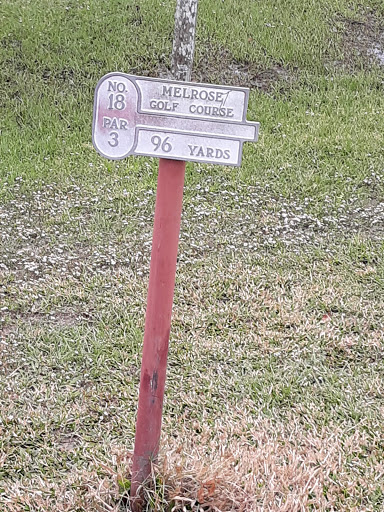 NO.
18
PAR
3
MELROSE
GOLF COURSE
96 YARDS